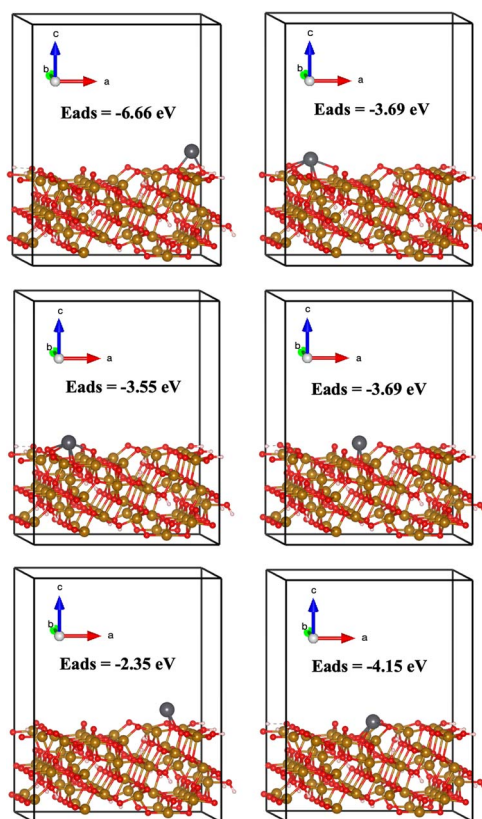 c
b
a
Eads = -6.66 eV
c
b
a
Eads = -3.69 eV
c
b
a
Eads = -3.55 eV
c
b
a
Eads = -3.69 eV
c
b
a
Eads = -2.35 eV
c
b
a
Eads = -4.15 eV